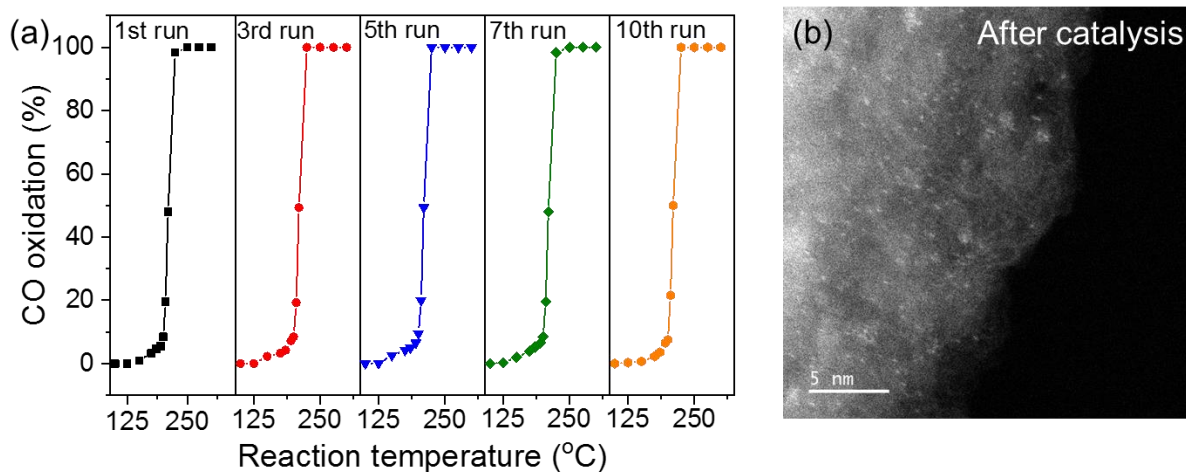 (a)
1st run
3rd run
5th run
7th run
10th run
100
80
60
40
20
0
CO oxidation (%)
125 250 125 250 125 250 125 250 125 250
Reaction temperature (°C)
(b)
After catalysis
5 nm